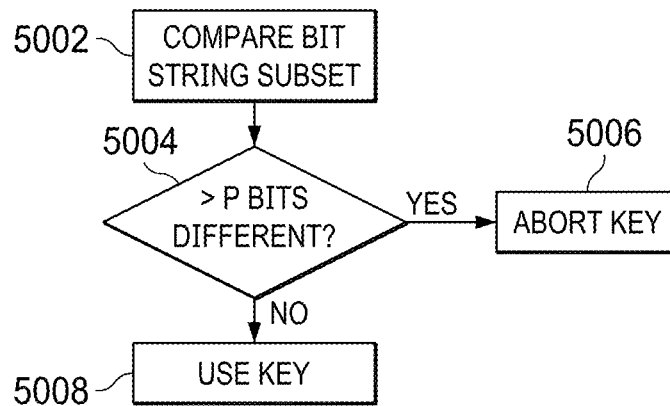 5002
COMPARE BIT
STRING SUBSET
5004
> P BITS
DIFFERENT?
YES
5006
ABORT KEY
NO
5008
USE KEY